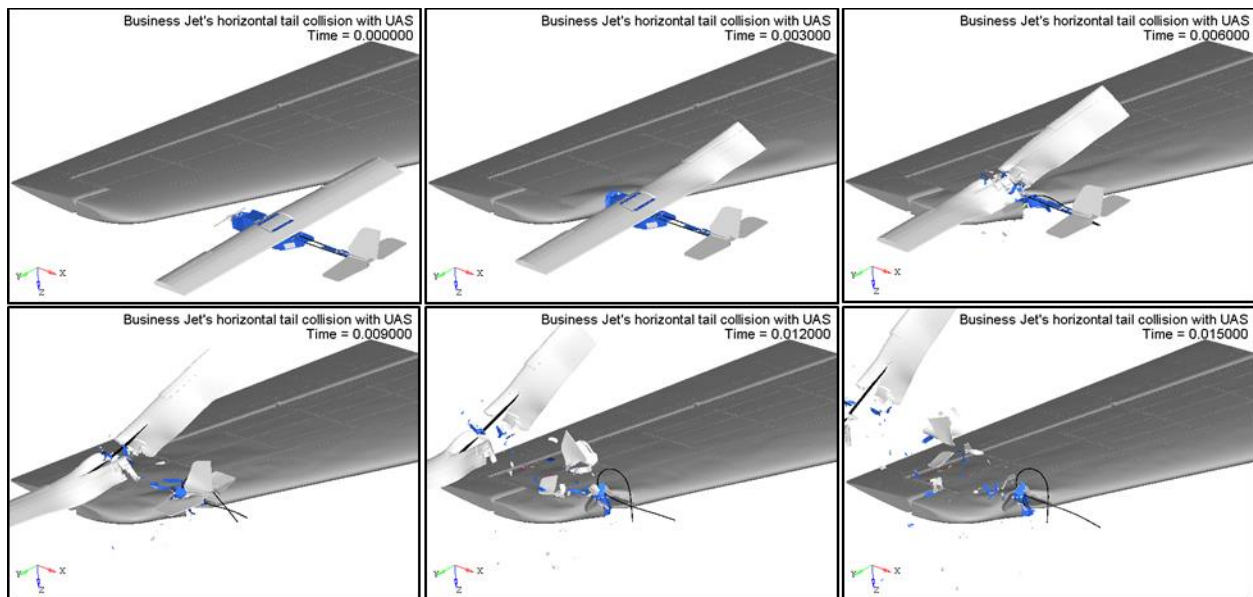 Business Jet's horizontal tail collision with UAS
Time = 0.000000
Y X
Z
Business Jet's horizontal tail collision with UAS
Time = 0.003000
Y X
Z
Business Jet's horizontal tail collision with UAS
Time = 0.006000
Y X
Z
Business Jet's horizontal tail collision with UAS
Time = 0.009000
Y X
Z
Business Jet's horizontal tail collision with UAS
Time = 0.012000
Y X
Z
Business Jet's horizontal tail collision with UAS
Time = 0.015000
Y X
Z